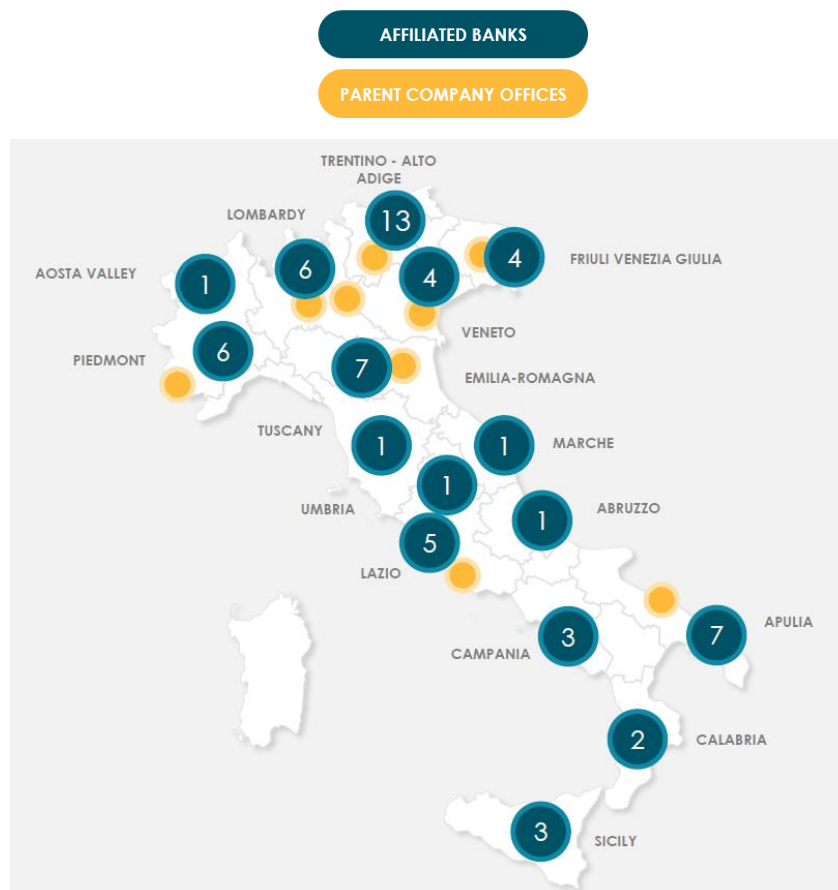 AFFILIATED BANKS
PARENT COMPANY OFFICES
TRENTINO - ALTO
ADIGE
13
LOMBARDY
6
4
4
FRIULI VENEZIA GIULIA
AOSTA VALLEY
1
VENETO
PIEDMONT
6
7
EMILIA-ROMAGNA
TUSCANY
1
1
MARCHE
UMBRIA
1
1
ABRUZZO
LAZIO
5
CAMPANIA
3
7
APULIA
2
CALABRIA
3
SICILY